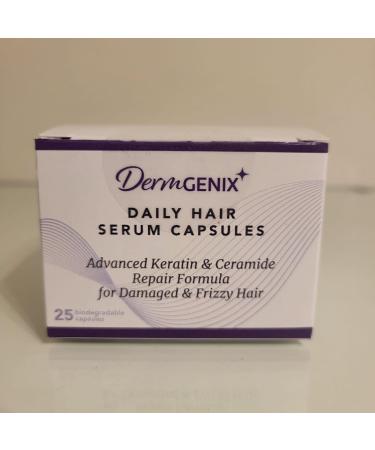 DermGENIX
DAILY HAIR
SERUM CAPSULES
Advanced Keratin & Ceramide
Repair Formula
for Damaged & Frizzy Hair
25 biodegradable
capsules